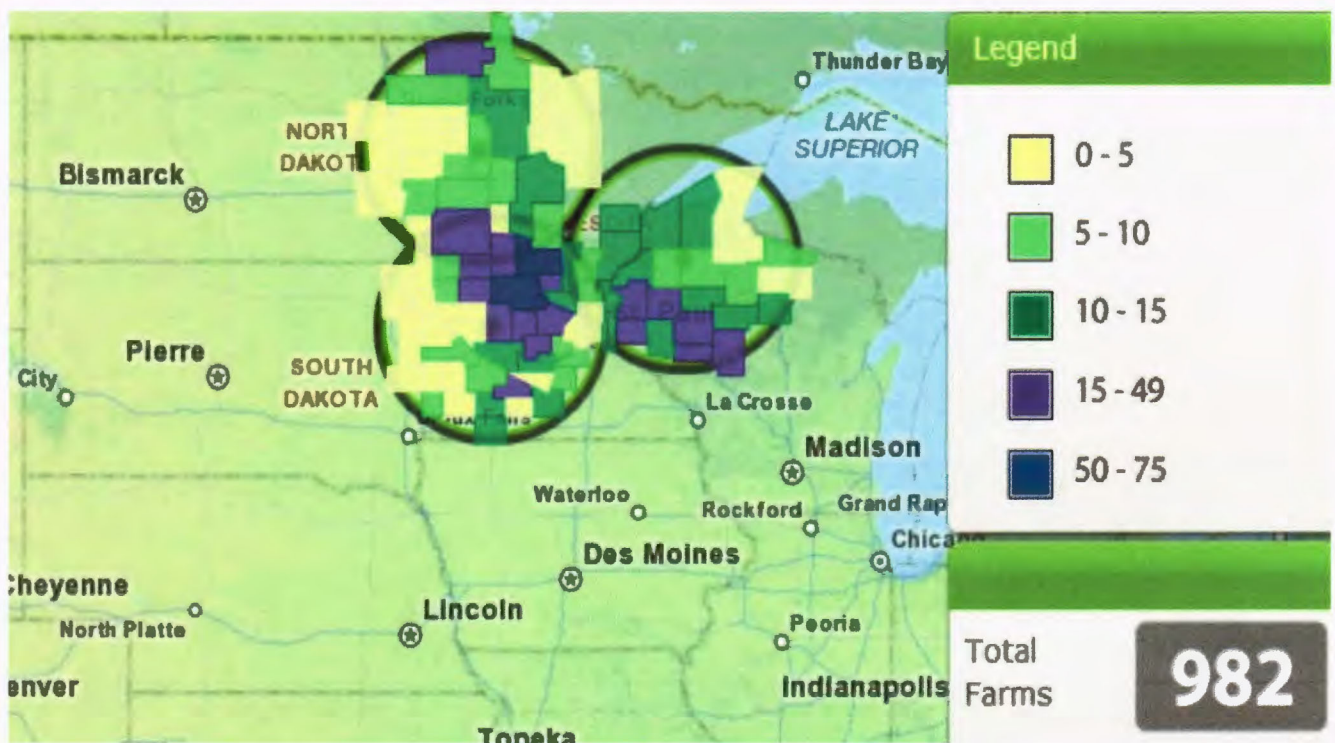 Thunder Bay
LAKE
SUPERIOR
NORT
DAKOT
Bismarck
Pierre
City
SOUTH
DAKOTA
La Crosse
Madison
Waterloo
Rockford
Grand Rap
Des Moines
Chicago
Cheyenne
North Platte
Lincoln
Peoria
enver
Indianapolis
Topeka
Legend
0 - 5
5 - 10
10 - 15
15 - 49
50 - 75
Total
Farms
982